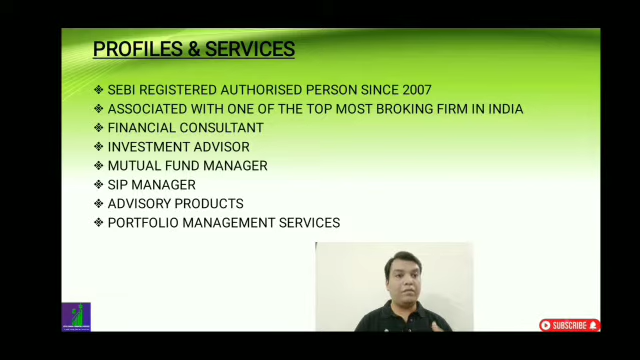 PROFILES & SERVICES
❖ SEBI REGISTERED AUTHORISED PERSON SINCE 2007
❖ ASSOCIATED WITH ONE OF THE TOP MOST BROKING FIRM IN INDIA
❖ FINANCIAL CONSULTANT
❖ INVESTMENT ADVISOR
❖ MUTUAL FUND MANAGER
❖ SIP MANAGER
❖ ADVISORY PRODUCTS
❖ PORTFOLIO MANAGEMENT SERVICES
SUBSCRIBE